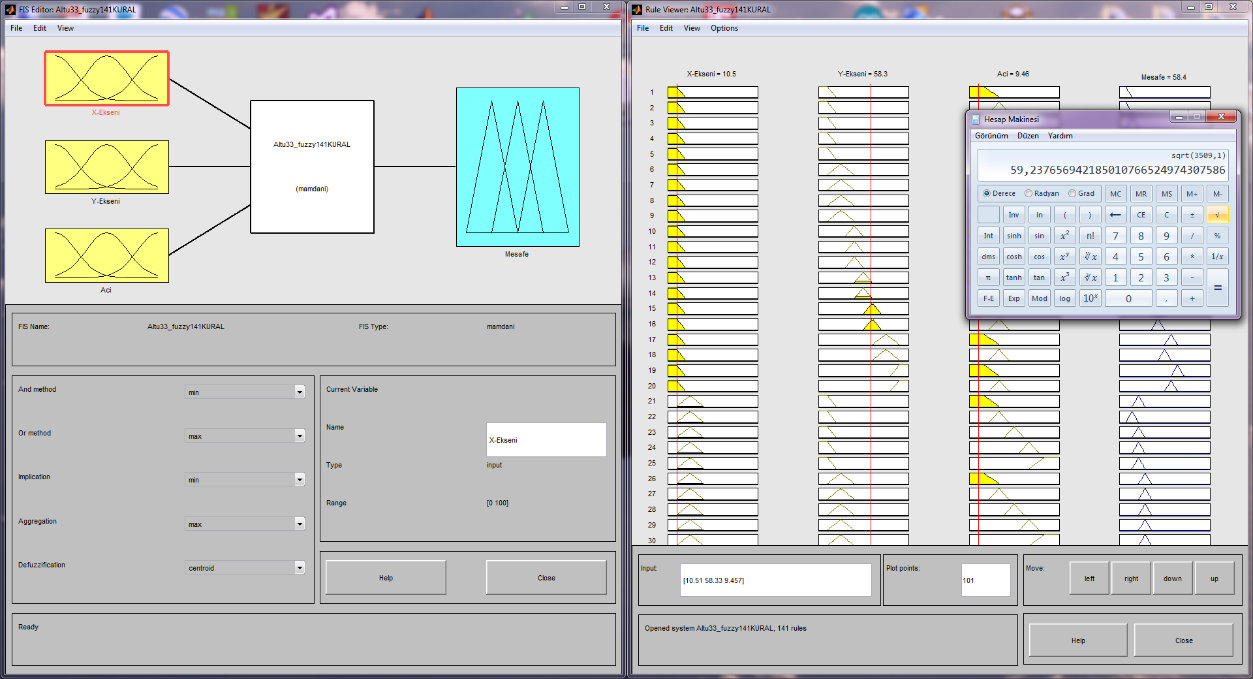 FIS Editor: Altu33_fuzzy141KURAL
File Edit View
X-Ekseni
Y-Ekseni
Aci
Altu33_fuzzy141KURAL
(mamdani)
Mesafe
FIS Name: Altu33_fuzzy141KURAL FIS Type: mamdani
And method min
Or method max
Implication min
Aggregation max
Defuzzification centroid
Current Variable
Name X-Ekseni
Type input
Range [0 100]
Help Close
Ready
Rule Viewer: Altu33_fuzzy141KURAL
File Edit View Options
X-Ekseni = 10.5 Y-Ekseni = 58.3 Aci = 9.46 Mesafe = 58.4
1
2
3
4
5
6
7
8
9
10
11
12
13
14
15
16
17
18
19
20
21
22
23
24
25
26
27
28
29
30
Hesap Makinesi
Görünüm Düzen Yardım
sqrt(3509,1)
59,237656942185010766524974307586
Derece Radyan Grad MC MR MS M+ M-
Inv ln ( ) ← CE C ± √
Int sinh sin x² n! 7 8 9 / %
dms cosh cos xʸ ʸ√x 4 5 6 * 1/x
π tanh tan x³ ³√x 1 2 3 - =
F-E Exp Mod log 10ˣ 0 , +
Input: [10.51 58.33 9.457] Plot points: 101 Move: left right down up
Opened system Altu33_fuzzy141KURAL, 141 rules
Help Close